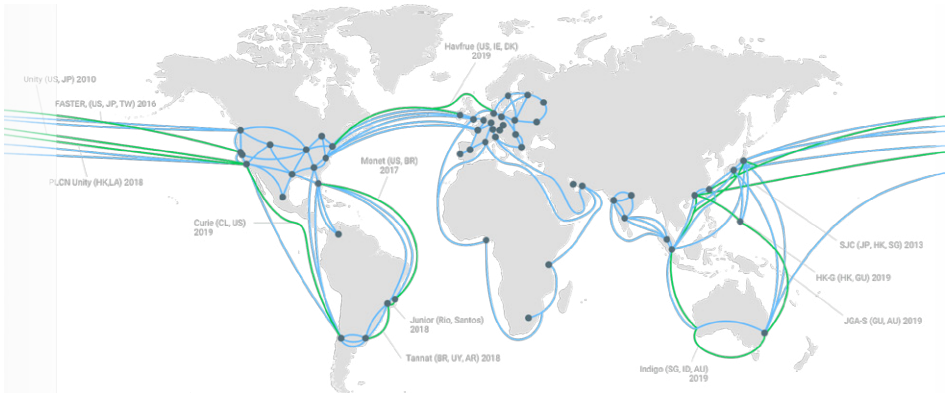 Havfrue (US, IE, DK)
2019
Unity (US, JP) 2010
FASTER, (US, JP, TW) 2016
Monet (US, BR)
2017
PLCN Unity (HK,LA) 2018
Curie (CL, US)
2019
SJC (JP, HK, SG) 2013
HK-G (HK, GU) 2019
Junior (Rio, Santos)
2018
JGA-S (GU, AU) 2019
Tannat (BR, UY, AR) 2018
Indigo (SG, ID, AU)
2019